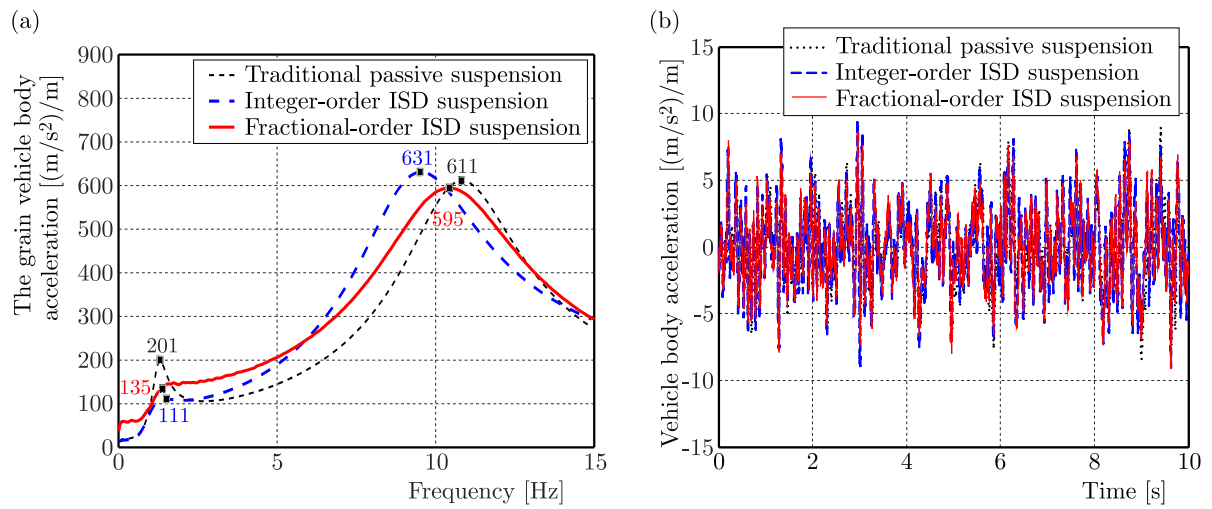 (a)
The grain vehicle body
acceleration [(m/s²)/m]
900
800
700
600
500
400
300
200
100
0
Traditional passive suspension
Integer-order ISD suspension
Fractional-order ISD suspension
631
611
595
201
135
111
0
5
10
15
Frequency [Hz]
(b)
Vehicle body acceleration [(m/s²)/m]
15
10
5
0
-5
-10
-15
Traditional passive suspension
Integer-order ISD suspension
Fractional-order ISD suspension
0
2
4
6
8
10
Time [s]